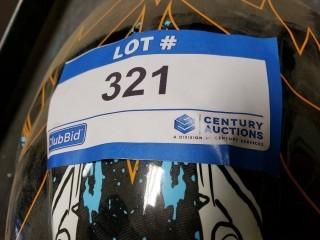 LOT #
321
ClubBid
CENTURY
AUCTIONS
A DIVISION OF CENTURY SERVICES